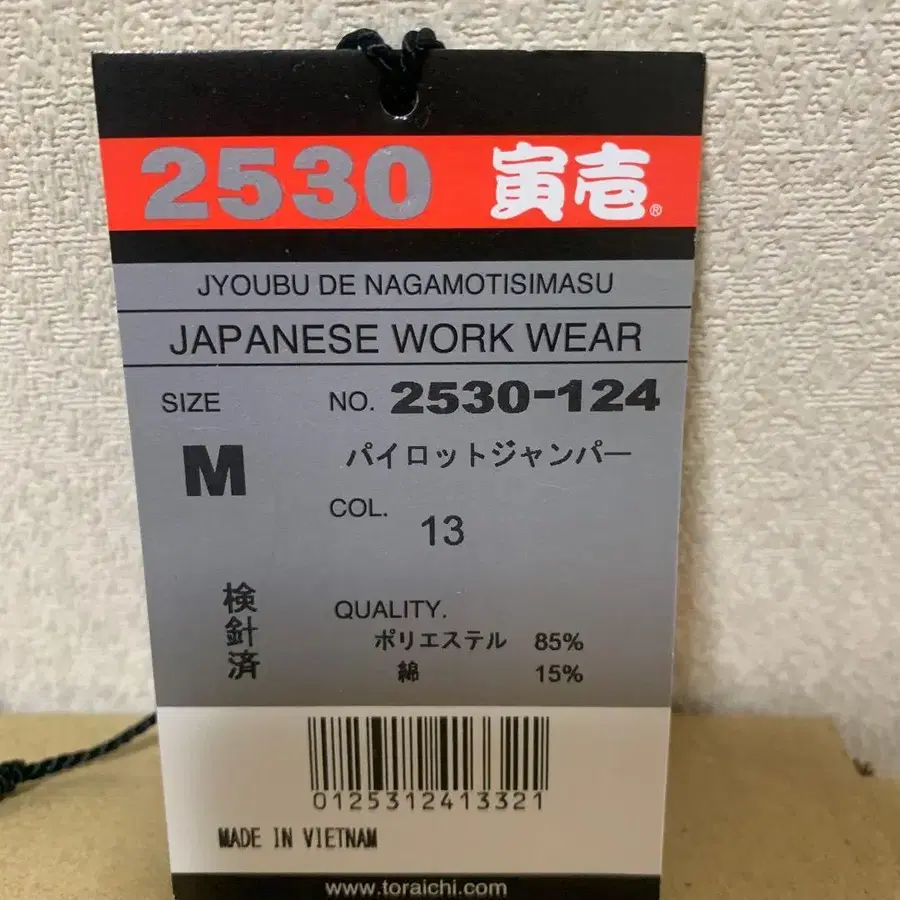 2530 寅壱®
JYOUBU DE NAGAMOTISIMASU
JAPANESE WORK WEAR
SIZE
M
NO. 2530-124
パイロットジャンパー
COL.
13
検針済
QUALITY.
ポリエステル 85%
綿 15%
0125312413321
MADE IN VIETNAM
www.toraichi.com